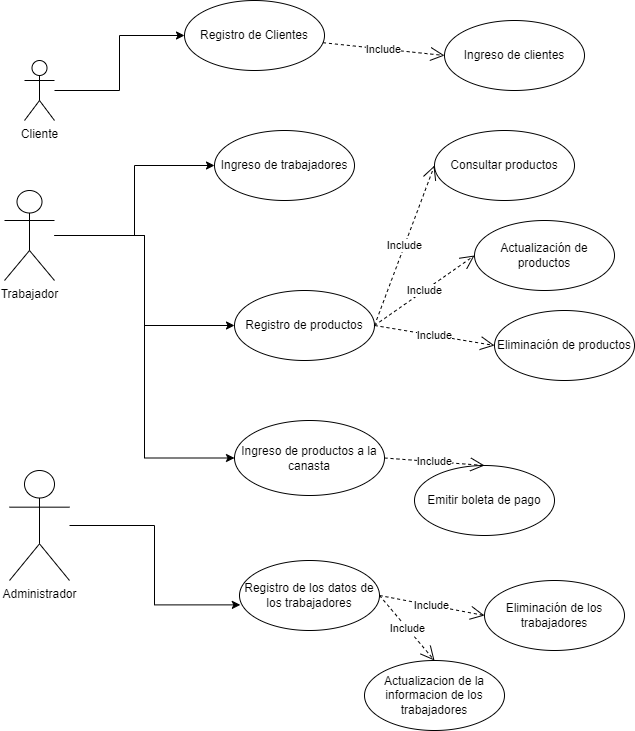 Registro de Clientes
Include
Ingreso de clientes
Cliente
Ingreso de trabajadores
Consultar productos
Trabajador
Include
Actualización de
productos
Include
Registro de productos
Include
Eliminación de productos
Ingreso de productos a la
canasta
Include
Emitir boleta de pago
Administrador
Registro de los datos de
los trabajadores
Include
Eliminación de los
trabajadores
Include
Actualizacion de la
informacion de los
trabajadores